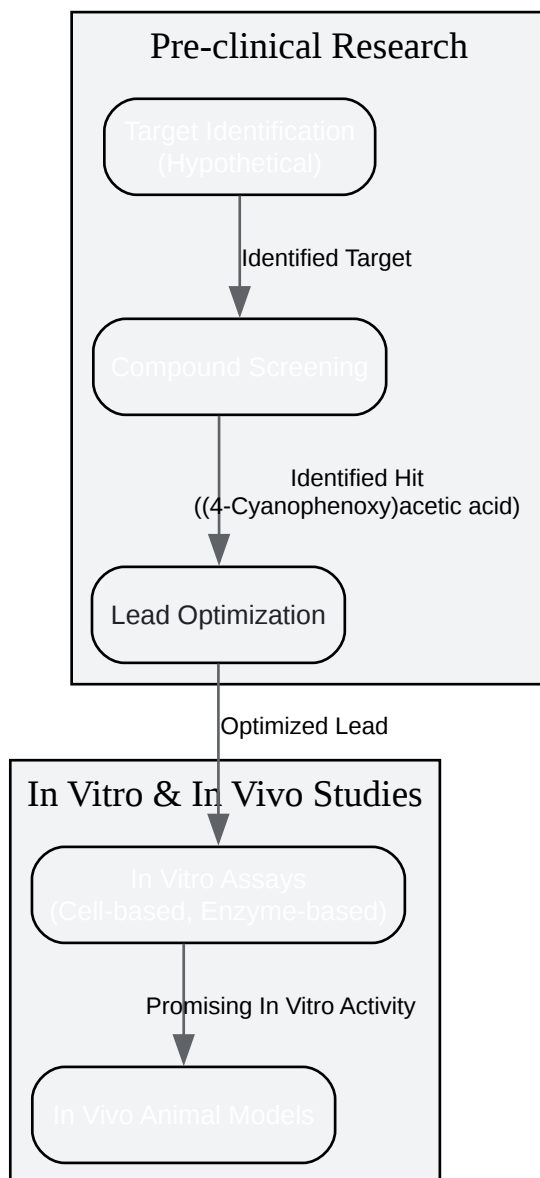 Pre-clinical Research
Target Identification
(Hypothetical)
Identified Target
Compound Screening
Identified Hit
((4-Cyanophenoxy)acetic acid)
Lead Optimization
Optimized Lead
In Vitro & In Vivo Studies
In Vitro Assays
(Cell-based, Enzyme-based)
Promising In Vitro Activity
In Vivo Animal Models